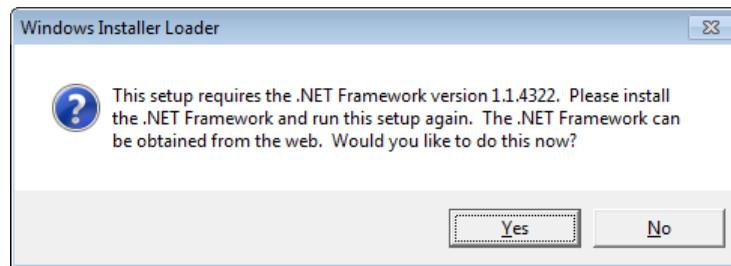 Windows Installer Loader
This setup requires the .NET Framework version 1.1.4322.  Please install
the .NET Framework and run this setup again.  The .NET Framework can
be obtained from the web.  Would you like to do this now?
Yes
No